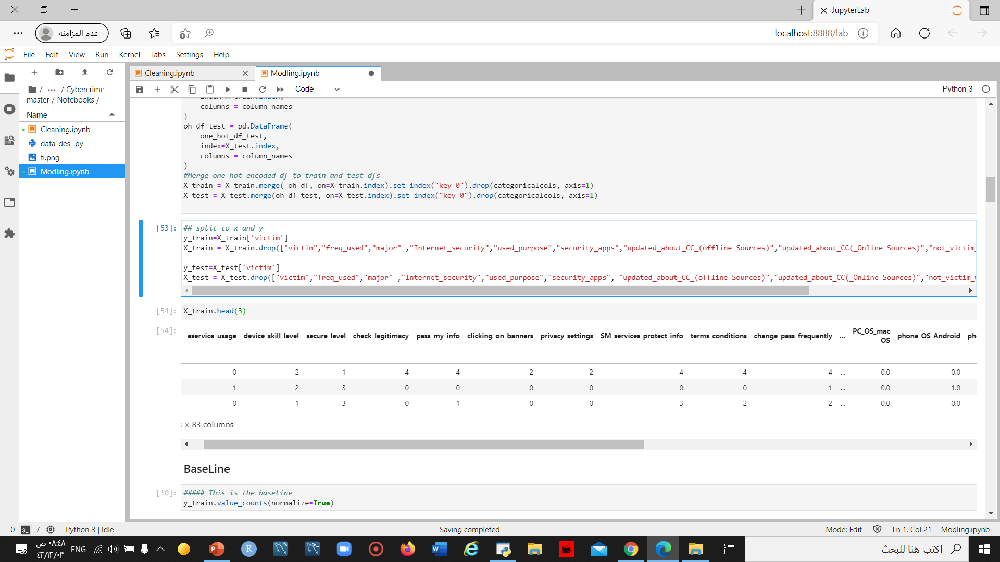 JupyterLab
عدم المزامنة
localhost:8888/lab
File Edit View Run Kernel Tabs Settings Help
/ ··· / Cybercrime-
master / Notebooks /
Name
Cleaning.ipynb
data_des_.py
fi.png
Modling.ipynb
Cleaning.ipynb
Modling.ipynb
Code
Python 3
columns = column_names
)
oh_df_test = pd.DataFrame(
one_hot_df_test,
index=X_test.index,
columns = column_names
)
#Merge one hot encoded df to train and test dfs
X_train = X_train.merge( oh_df, on=X_train.index).set_index("key_0").drop(categoricalcols, axis=1)
X_test = X_test.merge(oh_df_test, on=X_test.index).set_index("key_0").drop(categoricalcols, axis=1)
[53]:
## split to x and y
y_train=X_train['victim']
X_train = X_train.drop(["victim","freq_used","major" ,"Internet_security","used_purpose","security_apps","updated_about_CC_(offline Sources)","updated_about_CC(_Online Sources)","not_victim_
y_test=X_test['victim']
X_test = X_test.drop(["victim","freq_used","major" ,"Internet_security","used_purpose","security_apps", "updated_about_CC_(offline Sources)","updated_about_CC(_Online Sources)","not_victim_
[54]:
X_train.head(3)
[54]:
eservice_usage device_skill_level secure_level check_legitimacy pass_my_info clicking_on_banners privacy_settings SM_services_protect_info terms_conditions change_pass_frequently ... PC_OS_mac OS phone_OS_Android
0 2 1 4 4 2 2 4 4 4 ... 0.0 0.0
1 2 3 0 0 0 0 0 0 1 ... 0.0 1.0
0 1 3 0 1 0 0 3 2 2 ... 0.0 0.0
× 83 columns
BaseLine
[10]:
##### This is the baseline
y_train.value_counts(normalize=True)
0 7 Python 3 | Idle
Saving completed
Mode: Edit Ln 1, Col 21 Modling.ipynb
٠٨:٤٨ ص
٤٢/١٢/٠٣
ENG
اكتب هنا للبحث